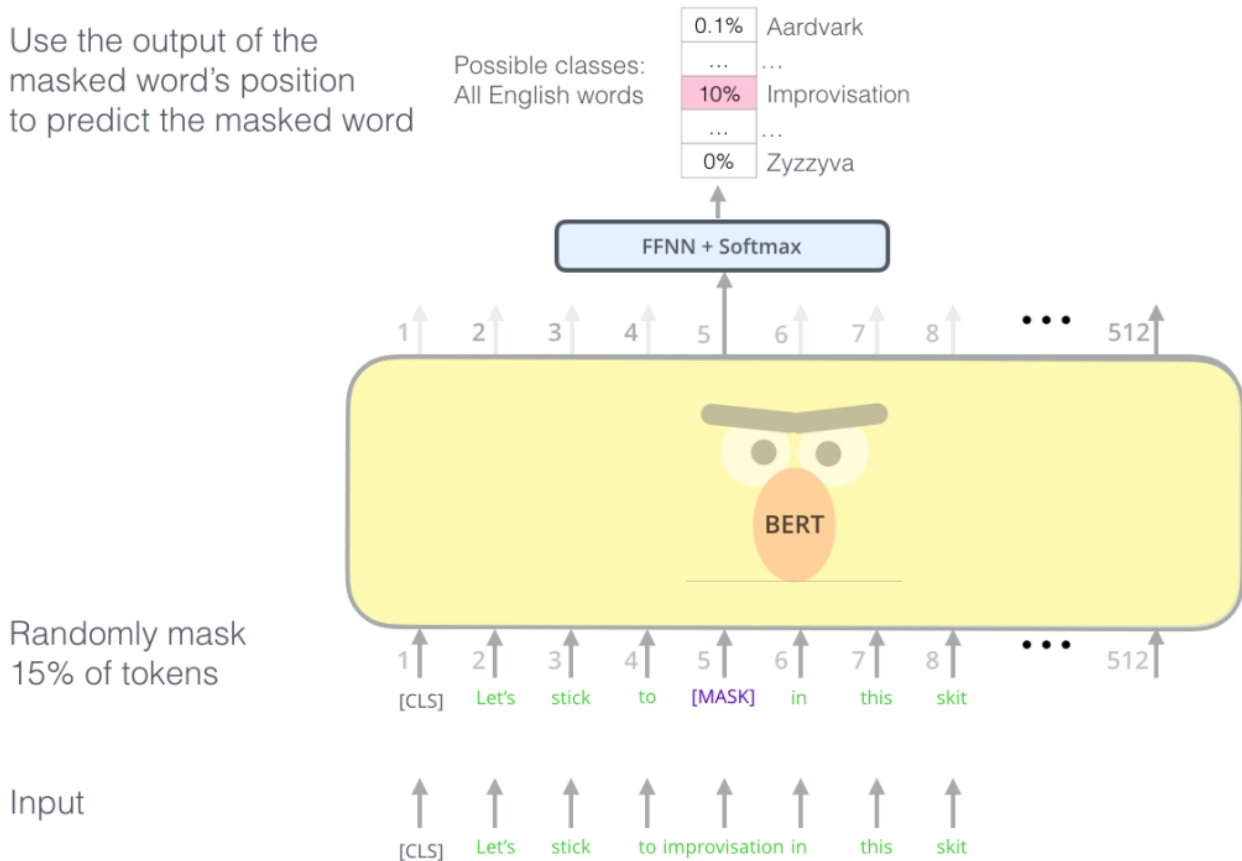 Use the output of the
masked word's position
to predict the masked word
Possible classes:
All English words
0.1% Aardvark
... ...
10% Improvisation
... ...
0% Zyzzyva
FFNN + Softmax
1 2 3 4 5 6 7 8 ••• 512
BERT
Randomly mask
15% of tokens
1 2 3 4 5 6 7 8 ••• 512
[CLS] Let's stick to [MASK] in this skit
Input
[CLS] Let's stick to improvisation in this skit